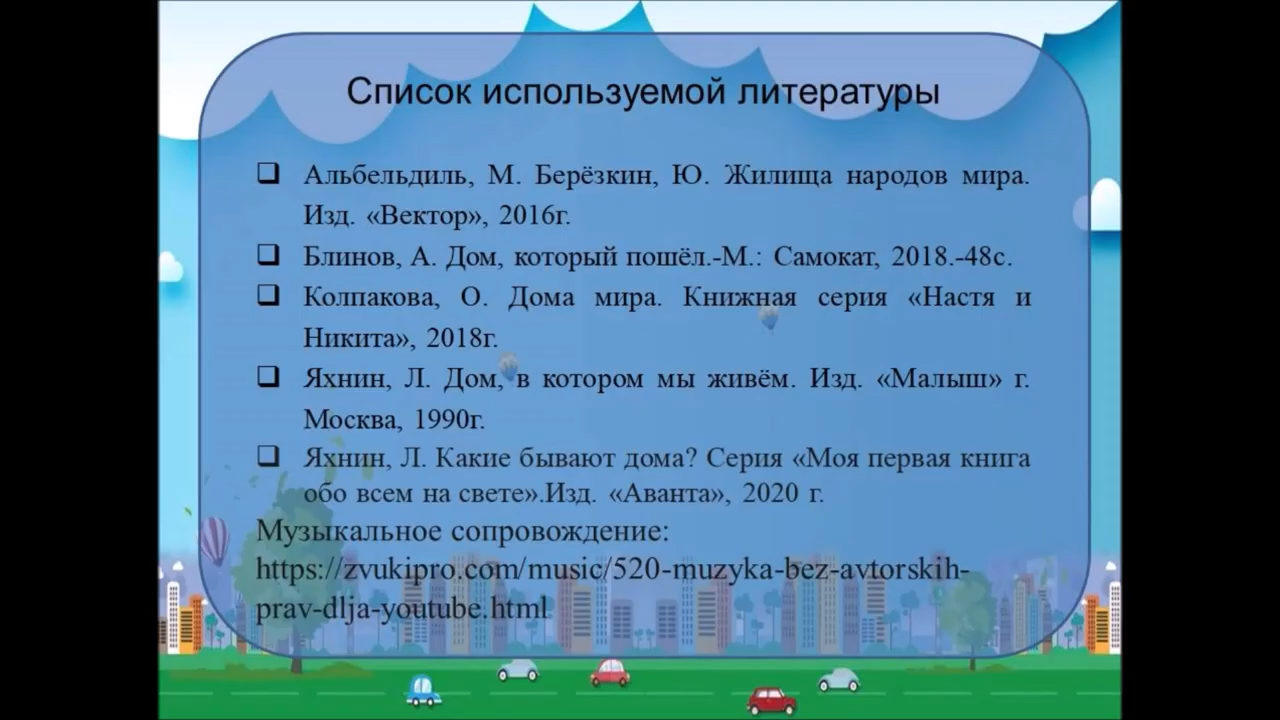 Список используемой литературы
Альбельдиль, М. Берёзкин, Ю. Жилища народов мира.
Изд. «Вектор», 2016г.
Блинов, А. Дом, который пошёл.-М.: Самокат, 2018.-48с.
Колпакова, О. Дома мира. Книжная серия «Настя и
Никита», 2018г.
Яхнин, Л. Дом, в котором мы живём. Изд. «Малыш» г.
Москва, 1990г.
Яхнин, Л. Какие бывают дома? Серия «Моя первая книга
обо всем на свете».Изд. «Аванта», 2020 г.
Музыкальное сопровождение:
https://zvukipro.com/music/520-muzyka-bez-avtorskih-
prav-dlja-youtube.html